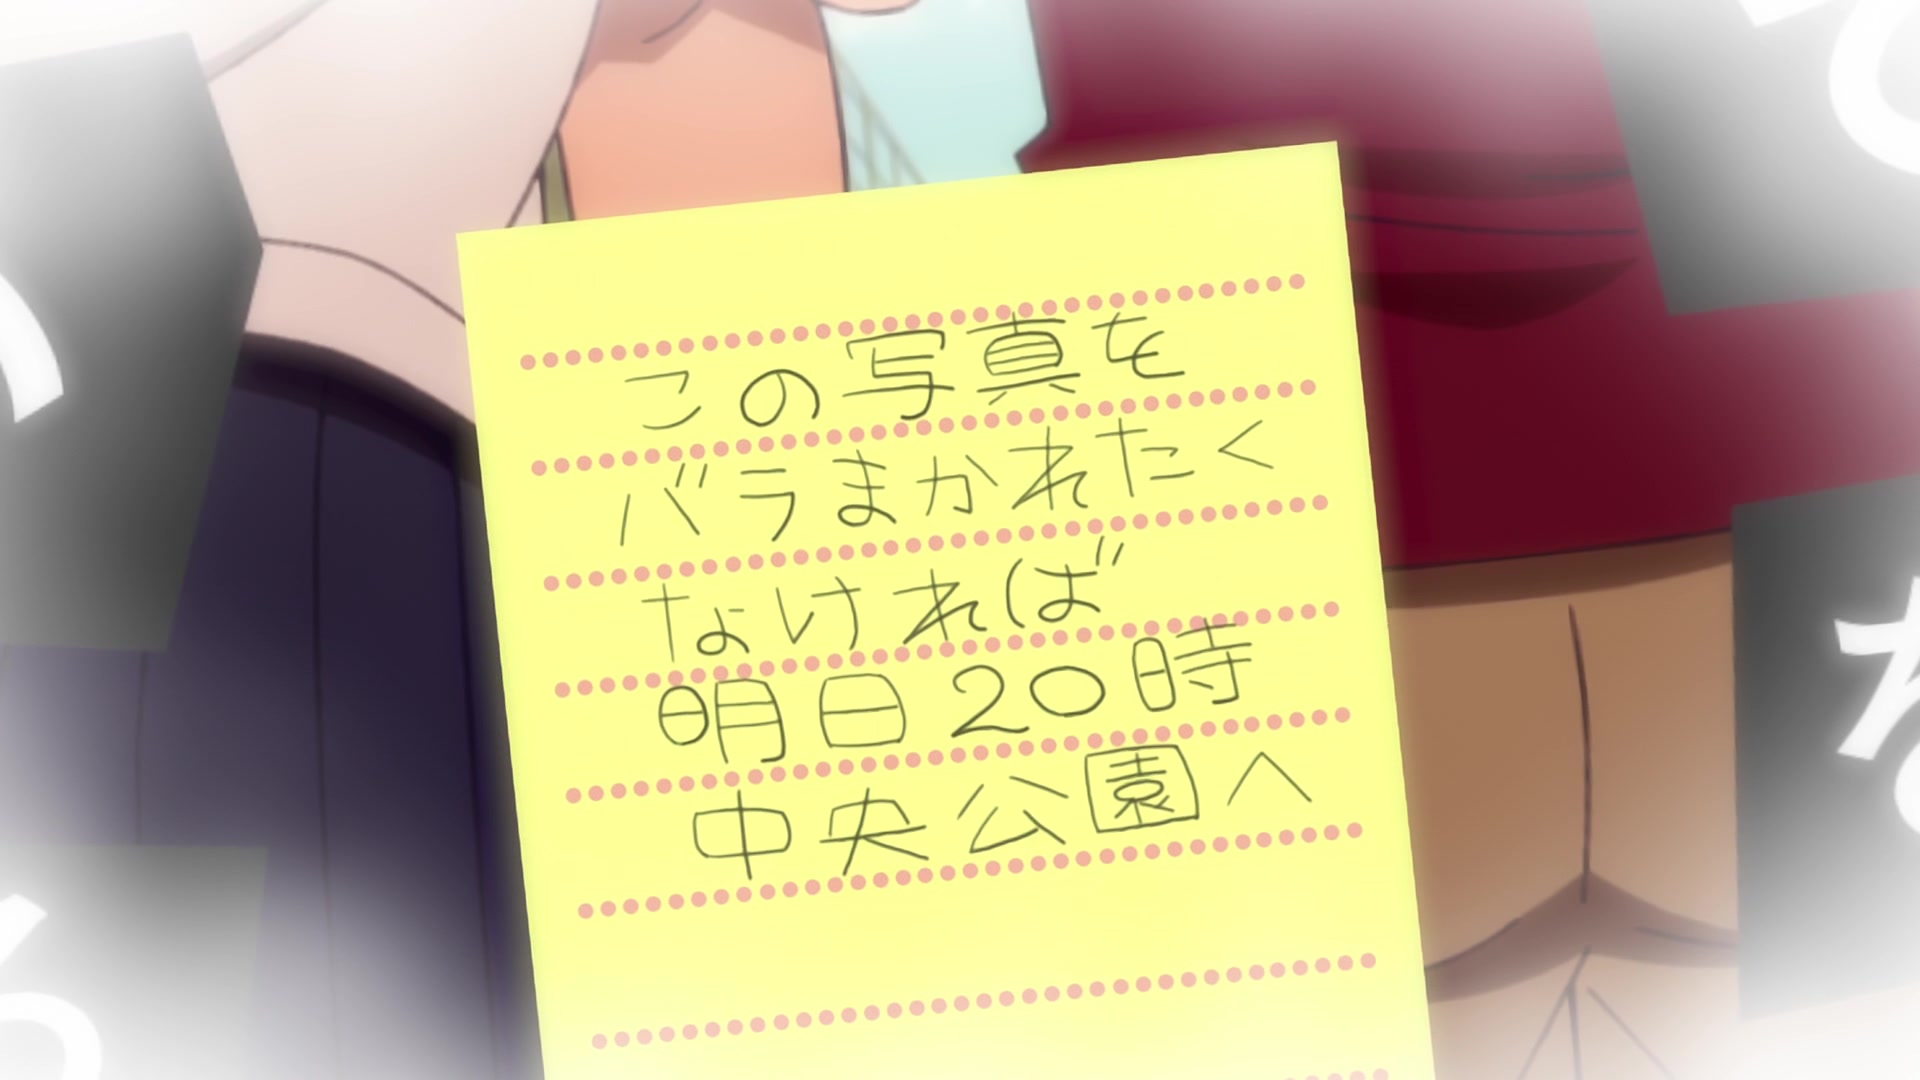 この写真を
バラまかれたく
なければ
明日20時
中央公園へ